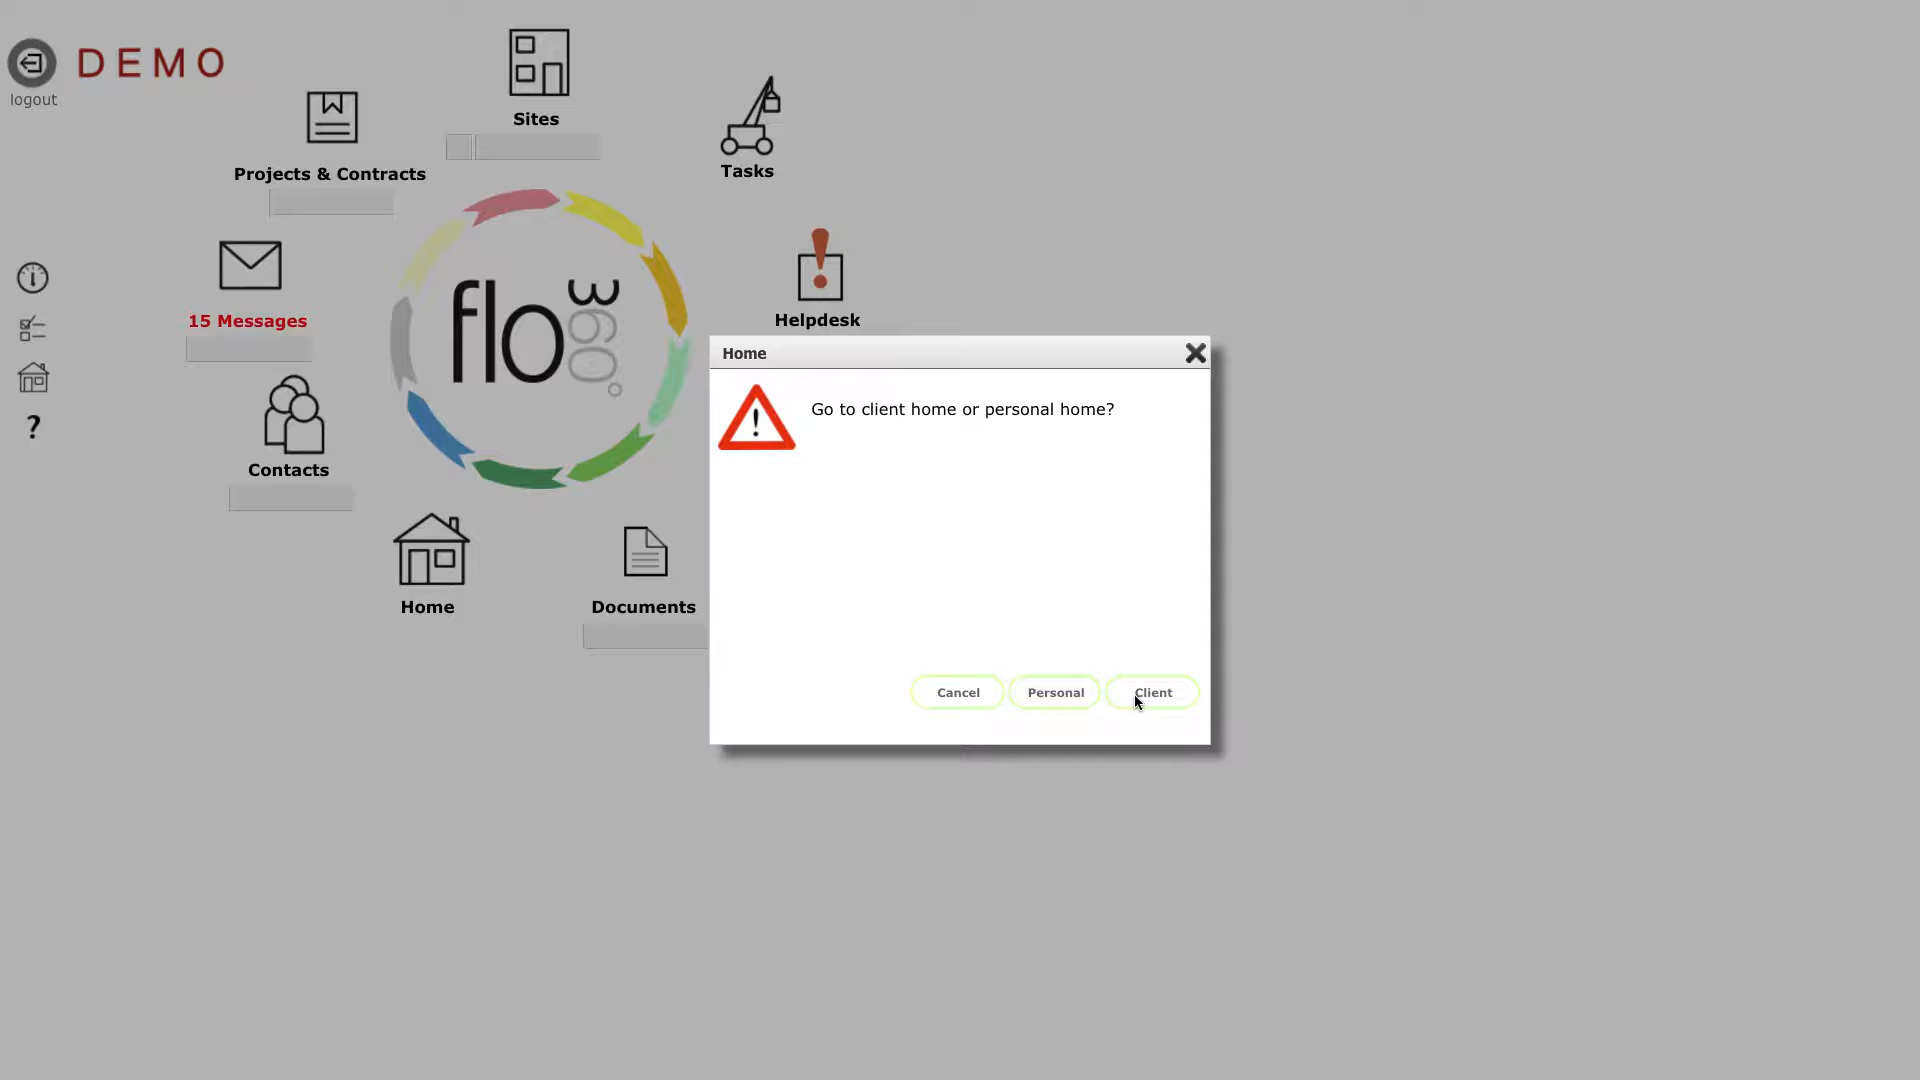 DEMO
logout
Sites
Projects & Contracts
Tasks
15 Messages
flo
360°
Helpdesk
Home
Go to client home or personal home?
?
Contacts
Home
Documents
Cancel
Personal
Client